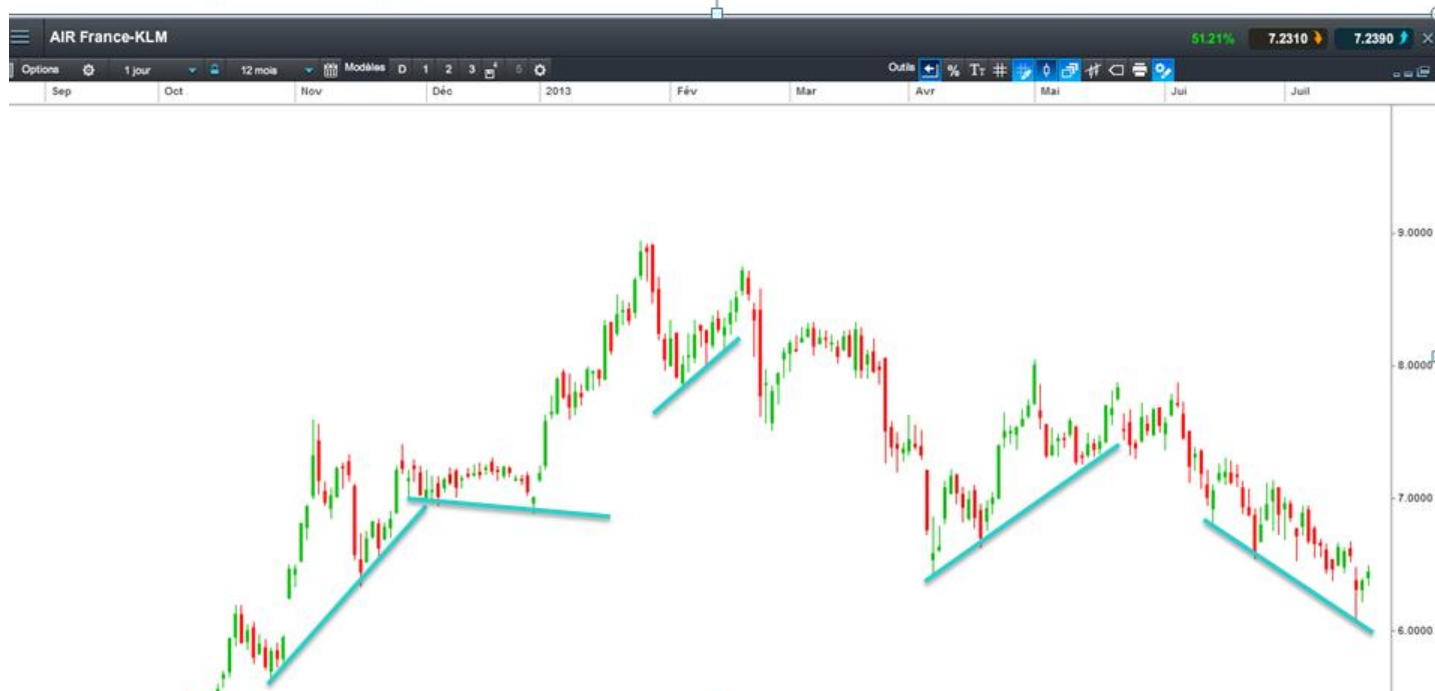 AIR France-KLM 51.21% 7.2310 7.2390
Options 1 jour 12 mois Modèles D 1 2 3 4 5 Outils % TT
Sep Oct Nov Déc 2013 Fév Mar Avr Mai Jui Juil
9.0000
8.0000
7.0000
6.0000